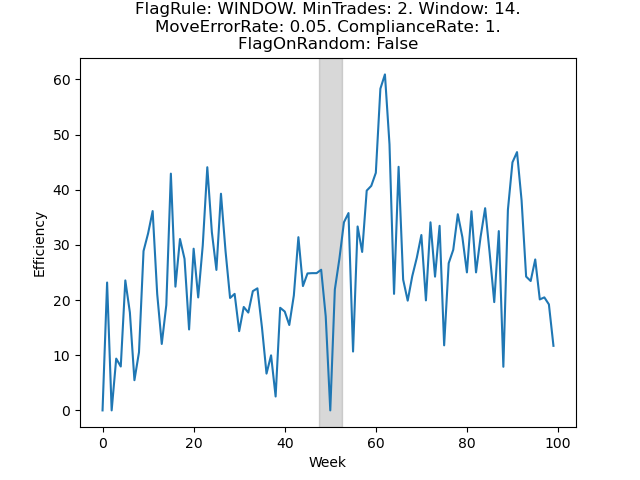 FlagRule: WINDOW. MinTrades: 2. Window: 14.
MoveErrorRate: 0.05. ComplianceRate: 1.
FlagOnRandom: False
60
50
40
30
20
10
0
Efficiency
0 20 40 60 80 100
Week